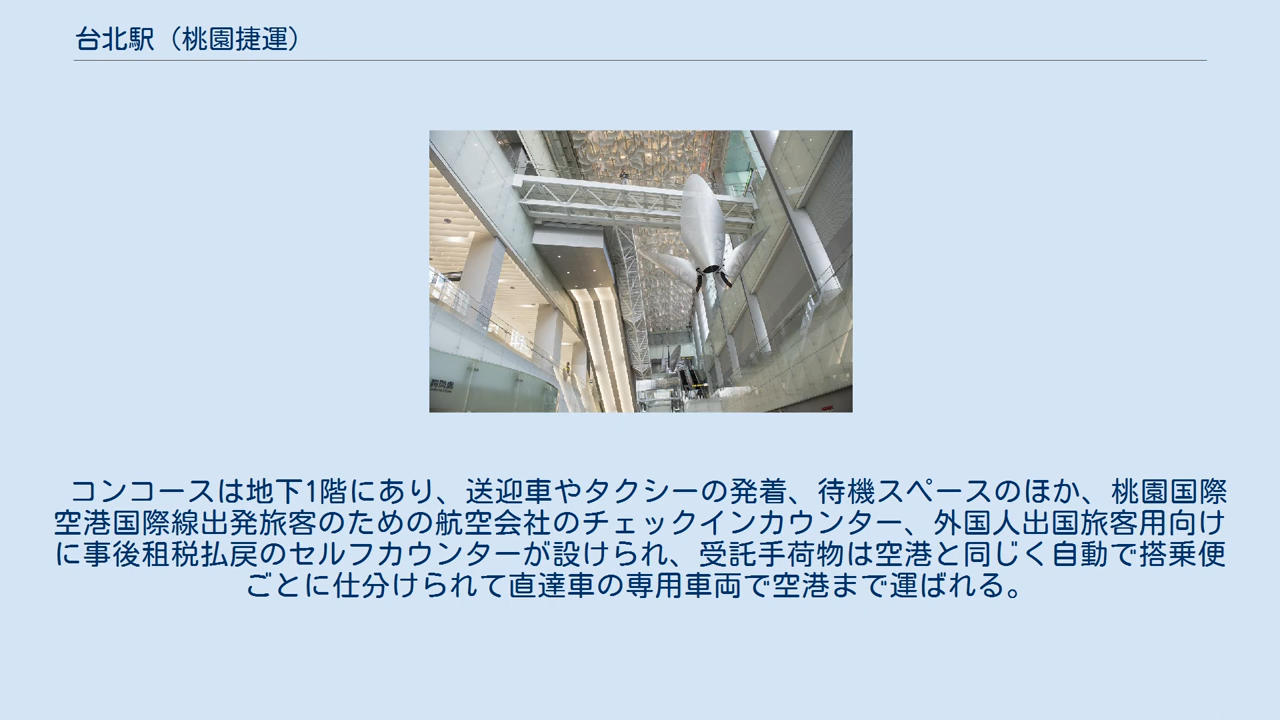 台北駅（桃園捷運）
コンコースは地下1階にあり、送迎車やタクシーの発着、待機スペースのほか、桃園国際
空港国際線出発旅客のための航空会社のチェックインカウンター、外国人出国旅客用向け
に事後租税払戻のセルフカウンターが設けられ、受託手荷物は空港と同じく自動で搭乗便
ごとに仕分けられて直達車の専用車両で空港まで運ばれる。